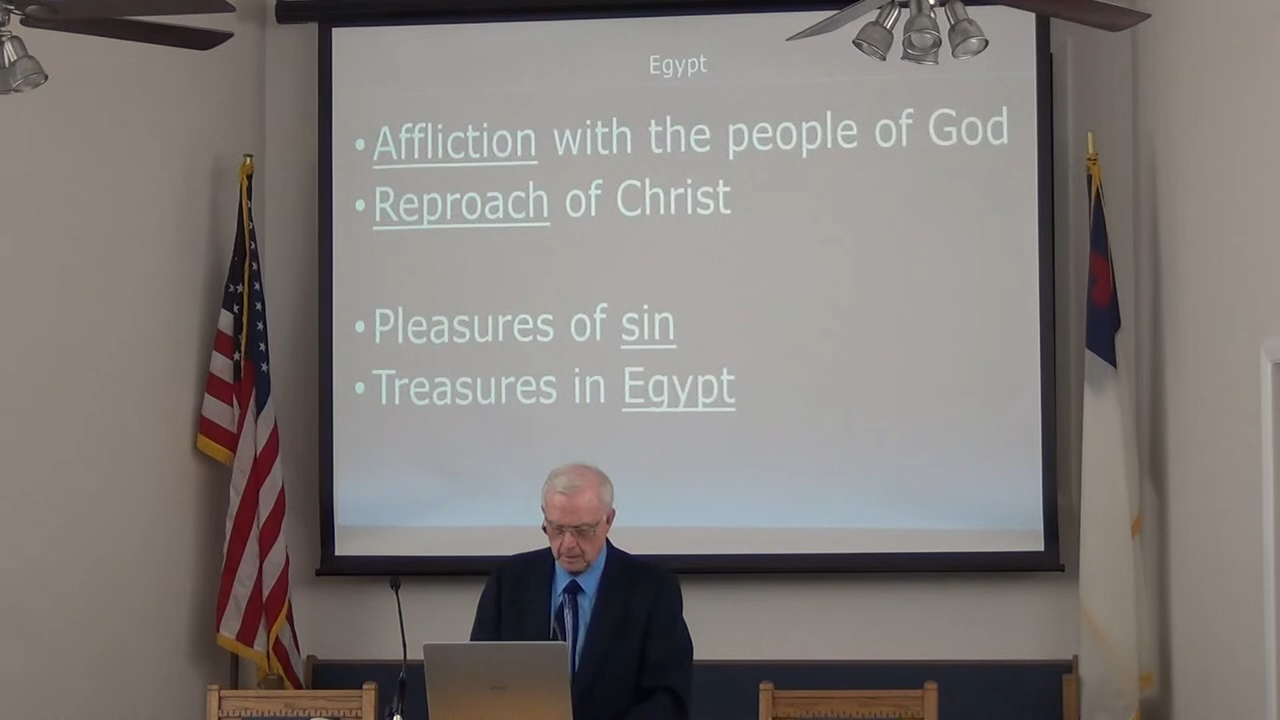 Egypt
• Affliction with the people of God
• Reproach of Christ
• Pleasures of sin
• Treasures in Egypt